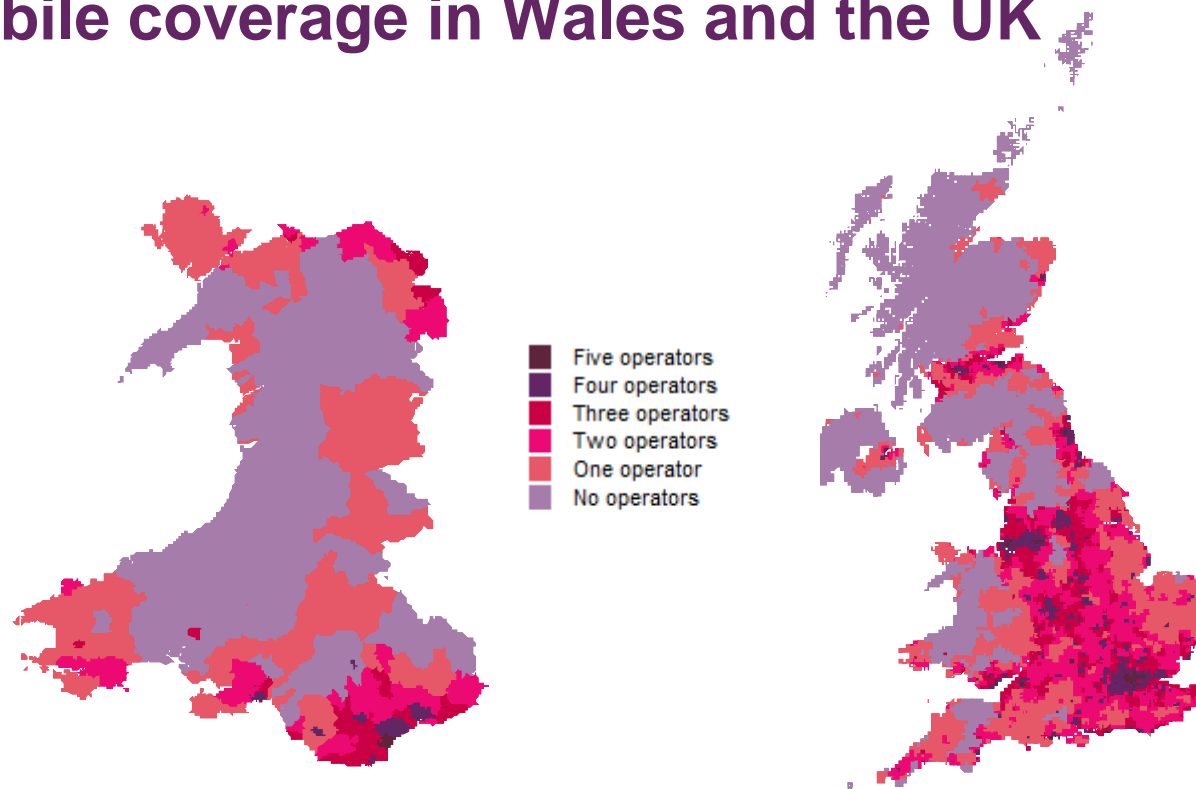 bile coverage in Wales and the UK
Five operators
Four operators
Three operators
Two operators
One operator
No operators